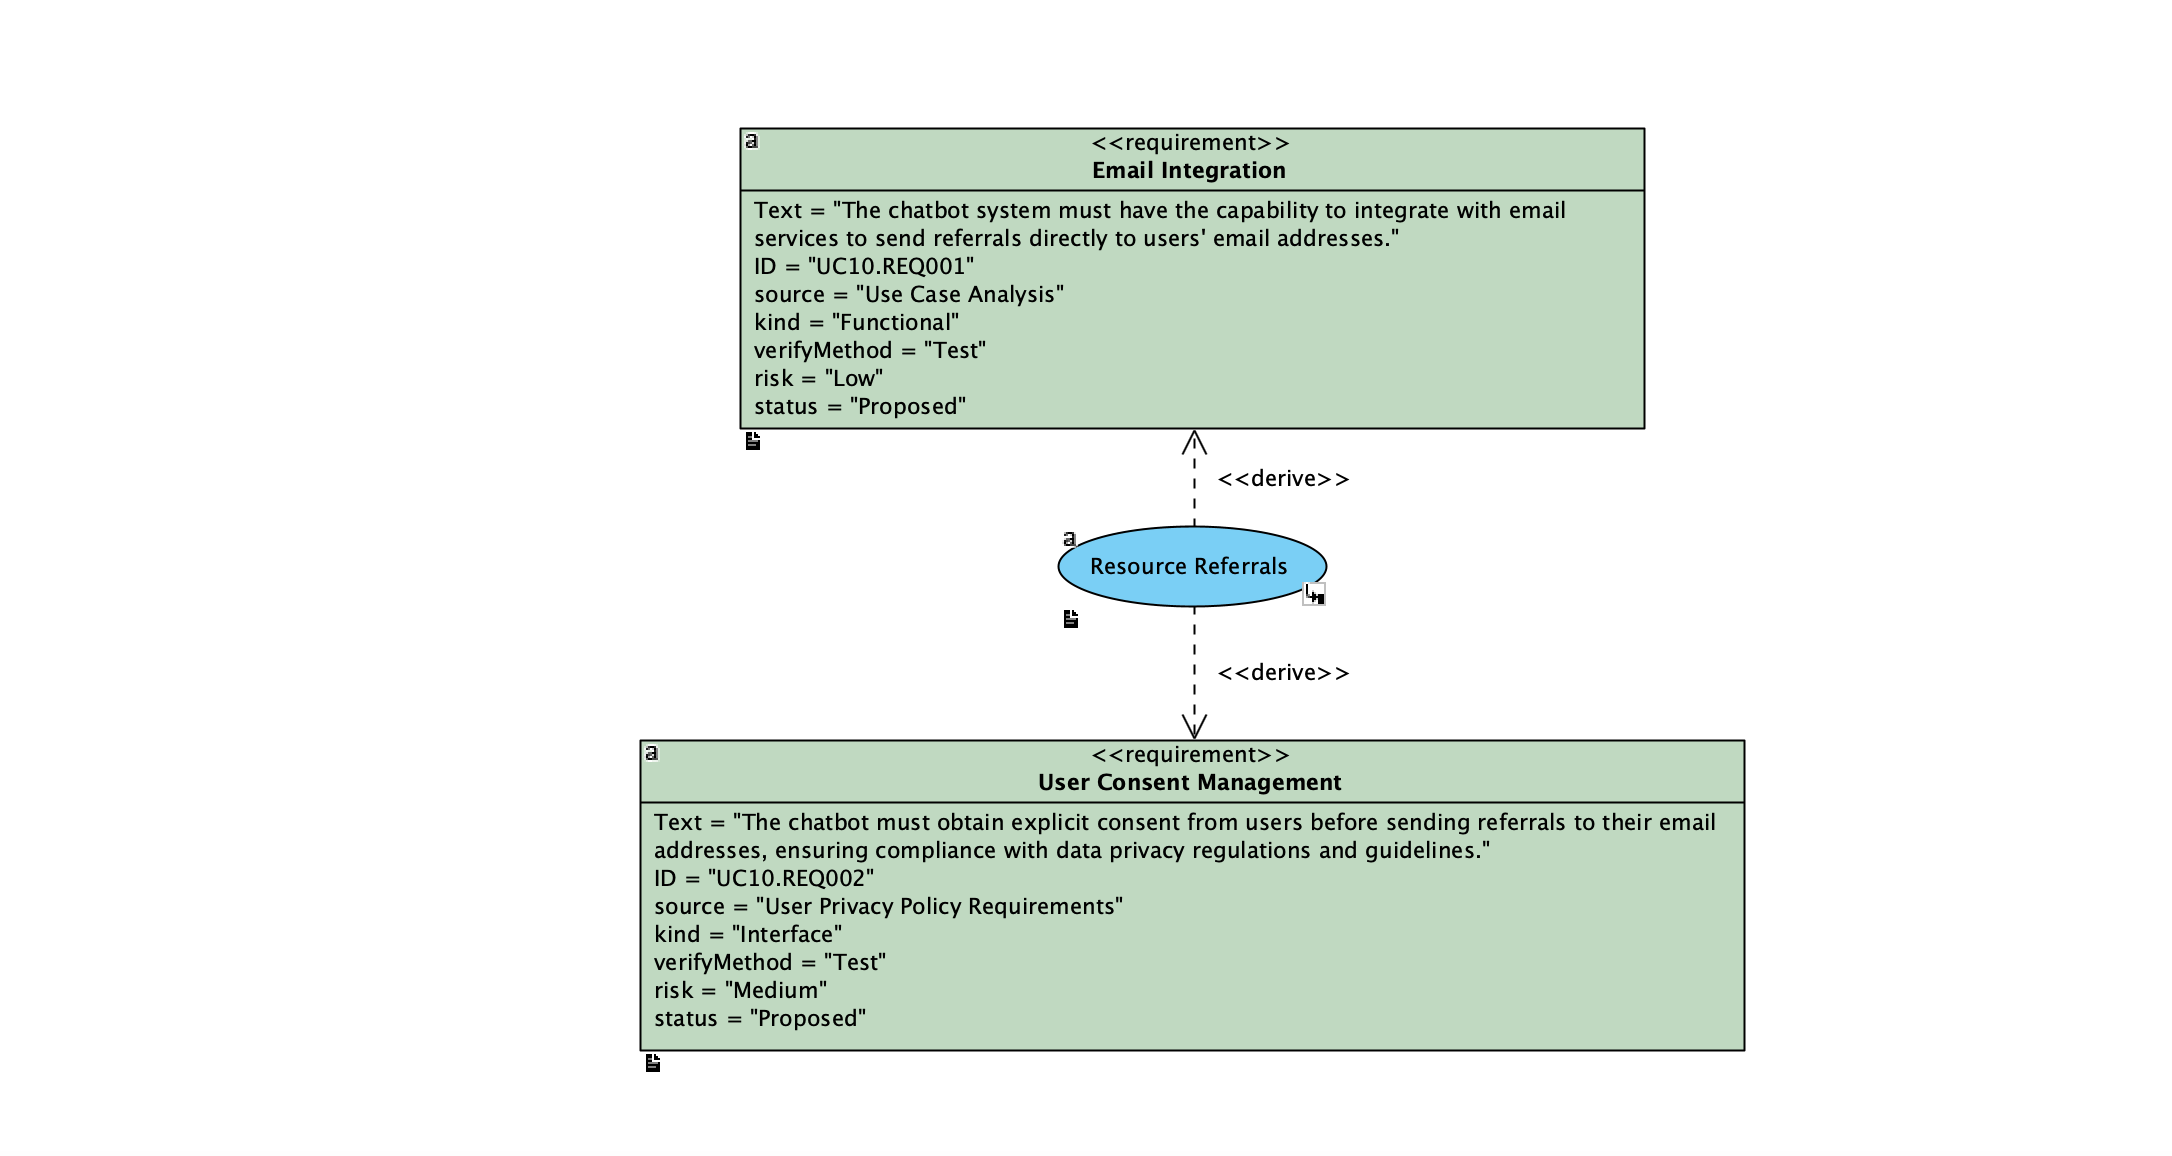 <<requirement>>
Email Integration
Text = "The chatbot system must have the capability to integrate with email
services to send referrals directly to users' email addresses."
ID = "UC10.REQ001"
source = "Use Case Analysis"
kind = "Functional"
verifyMethod = "Test"
risk = "Low"
status = "Proposed"
<<derive>>
Resource Referrals
<<derive>>
<<requirement>>
User Consent Management
Text = "The chatbot must obtain explicit consent from users before sending referrals to their email
addresses, ensuring compliance with data privacy regulations and guidelines."
ID = "UC10.REQ002"
source = "User Privacy Policy Requirements"
kind = "Interface"
verifyMethod = "Test"
risk = "Medium"
status = "Proposed"